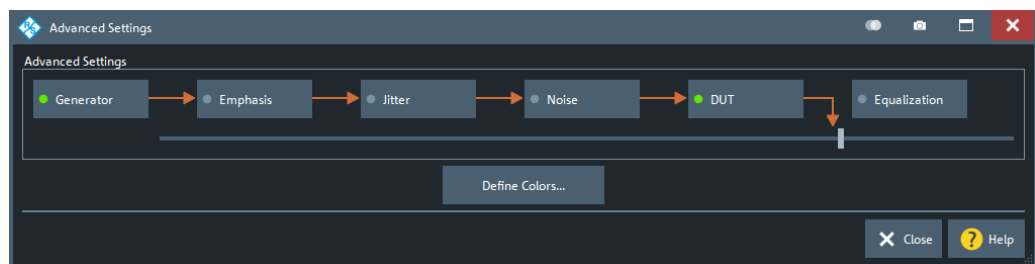 Advanced Settings
Advanced Settings
Generator
Emphasis
Jitter
Noise
DUT
Equalization
Define Colors...
Close
? Help